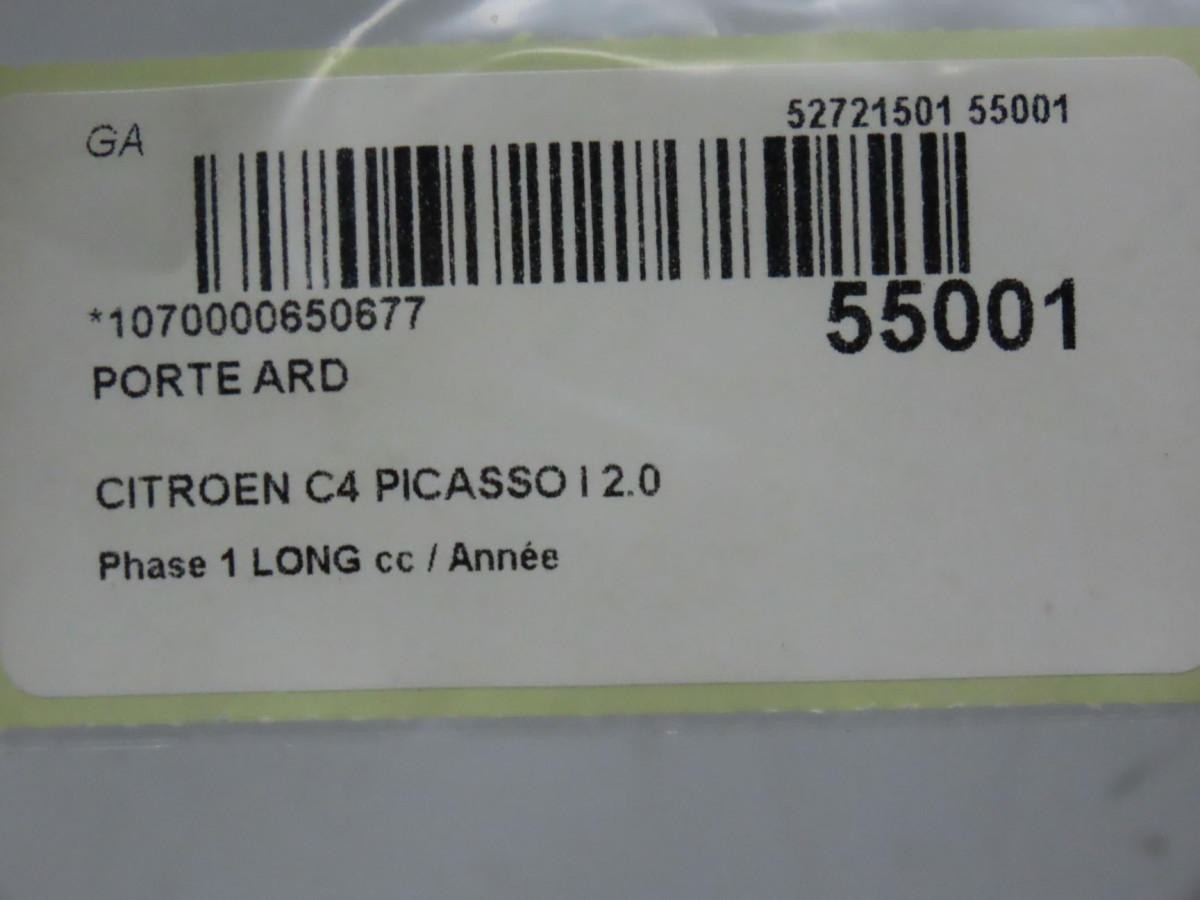 GA
52721501 55001
*1070000650677
55001
PORTE ARD
CITROEN C4 PICASSO I 2.0
Phase 1 LONG cc / Année